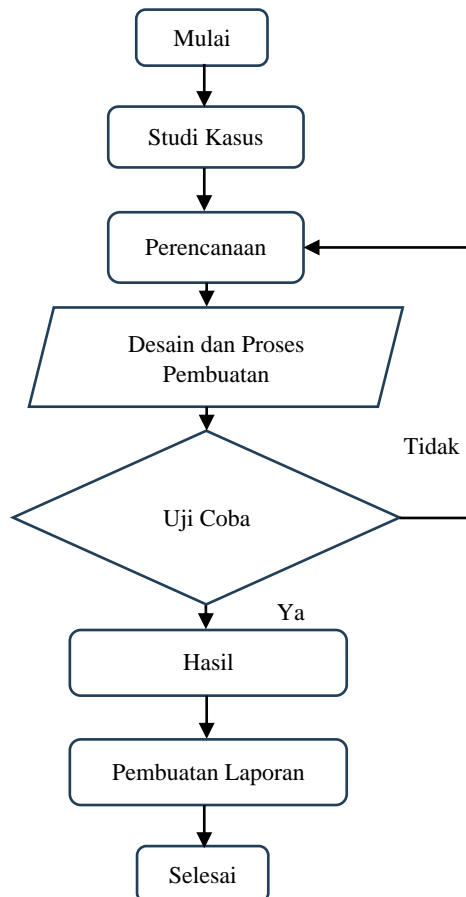 Mulai
Studi Kasus
Perencanaan
Desain dan Proses
Pembuatan
Tidak
Uji Coba
Ya
Hasil
Pembuatan Laporan
Selesai